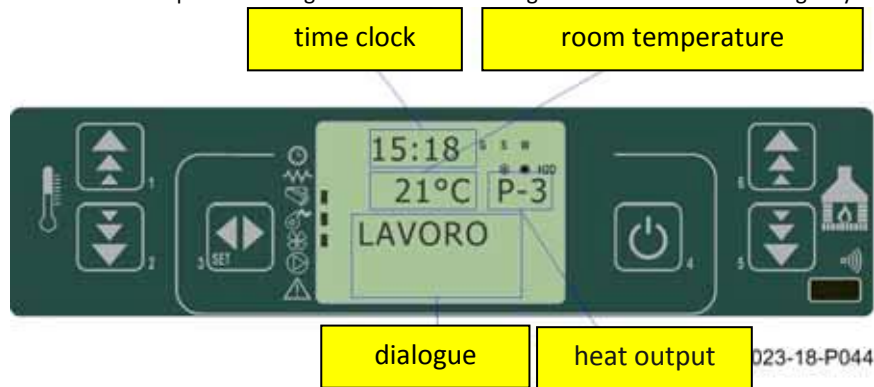 time clock
room temperature
15:18
21°C P-3
LAVORO
1
2
3 SET
4
5
6
dialogue
heat output
023-18-P044